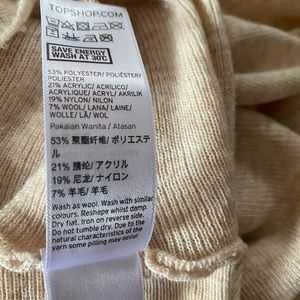 TOPSHOP.COM
SAVE ENERGY
WASH AT 30C
53% POLYESTER/ POLIÉSTER/
POLIESTER
21% ACRYLIC/ ACRÍLICO/
ACRYLIQUE/ ACRYL/ AKRILIK
19% NYLON/ NILON
7% WOOL/ LANA/ LAINE/
WOLLE/ LÃ/ WOL
Pakaian Wanita / Atasan
53% 聚酯纤维/ ポリエステ
ル
21% 腈纶/ アクリル
19% 尼龙/ ナイロン
7% 羊毛/ 羊毛
Wash as wool. Wash with similar
colours. Reshape whilst damp.
Dry flat. Iron on reverse side.
Do not tumble dry. Due to the
natural characteristics of the
yarn some pilling may occur